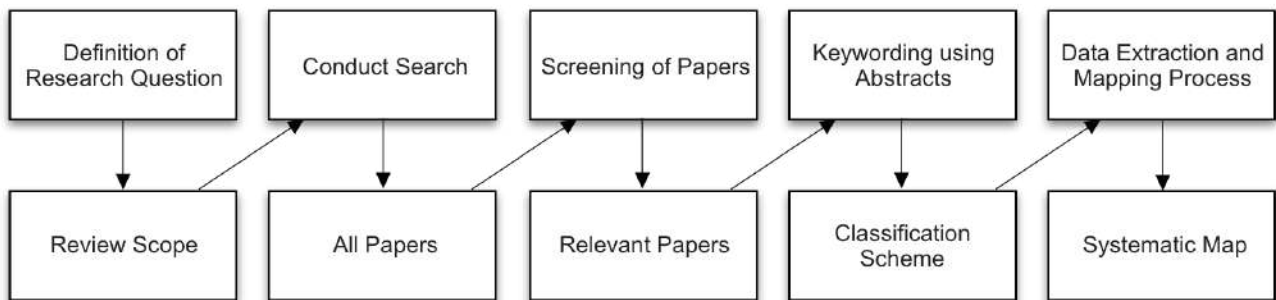 Definition of
Research Question
Conduct Search
Screening of Papers
Keywording using
Abstracts
Data Extraction and
Mapping Process
Review Scope
All Papers
Relevant Papers
Classification
Scheme
Systematic Map